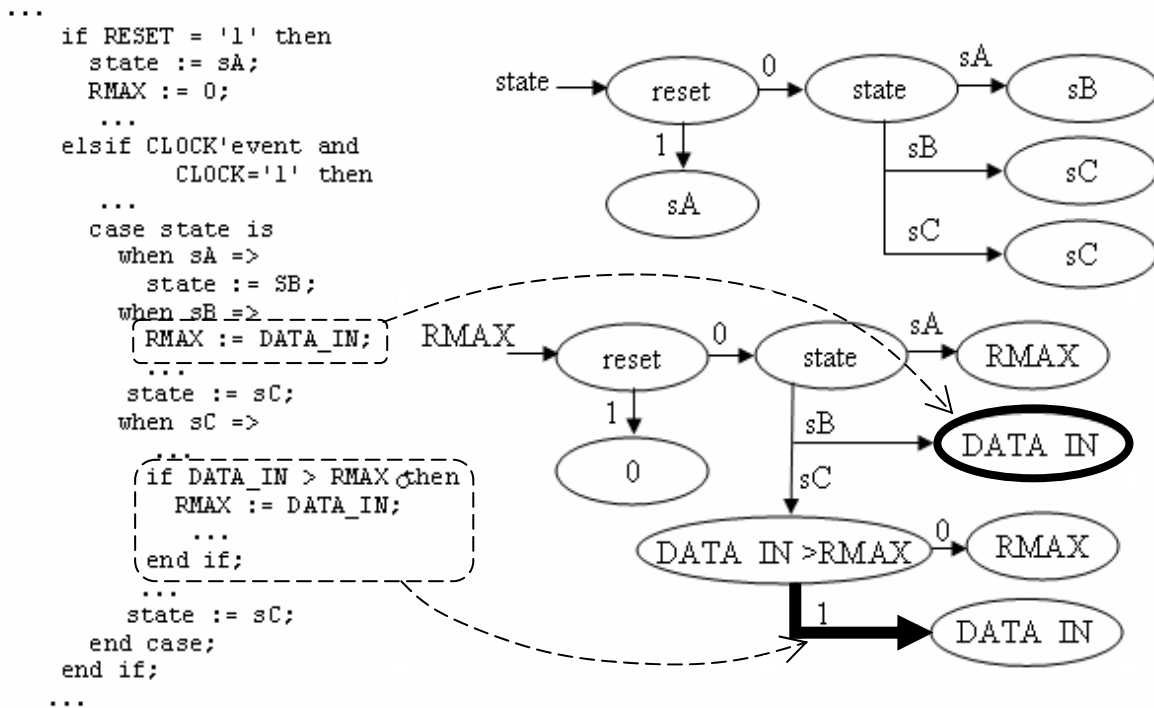 ...
if RESET = '1' then
state := sA;
RMAX := 0;
...
elsif CLOCK'event and
CLOCK='1' then
...
case state is
when sA =>
state := SB;
when sB =>
RMAX := DATA_IN;
...
state := sC;
when sC =>
...
if DATA_IN > RMAX then
RMAX := DATA_IN;
...
end if;
...
state := sC;
end case;
end if;
...
state
reset
0
state
sA
sB
1
sA
sB
sC
sC
sC
RMAX
reset
0
state
sA
RMAX
1
0
sB
DATA IN
sC
DATA IN >RMAX
0
RMAX
1
DATA IN